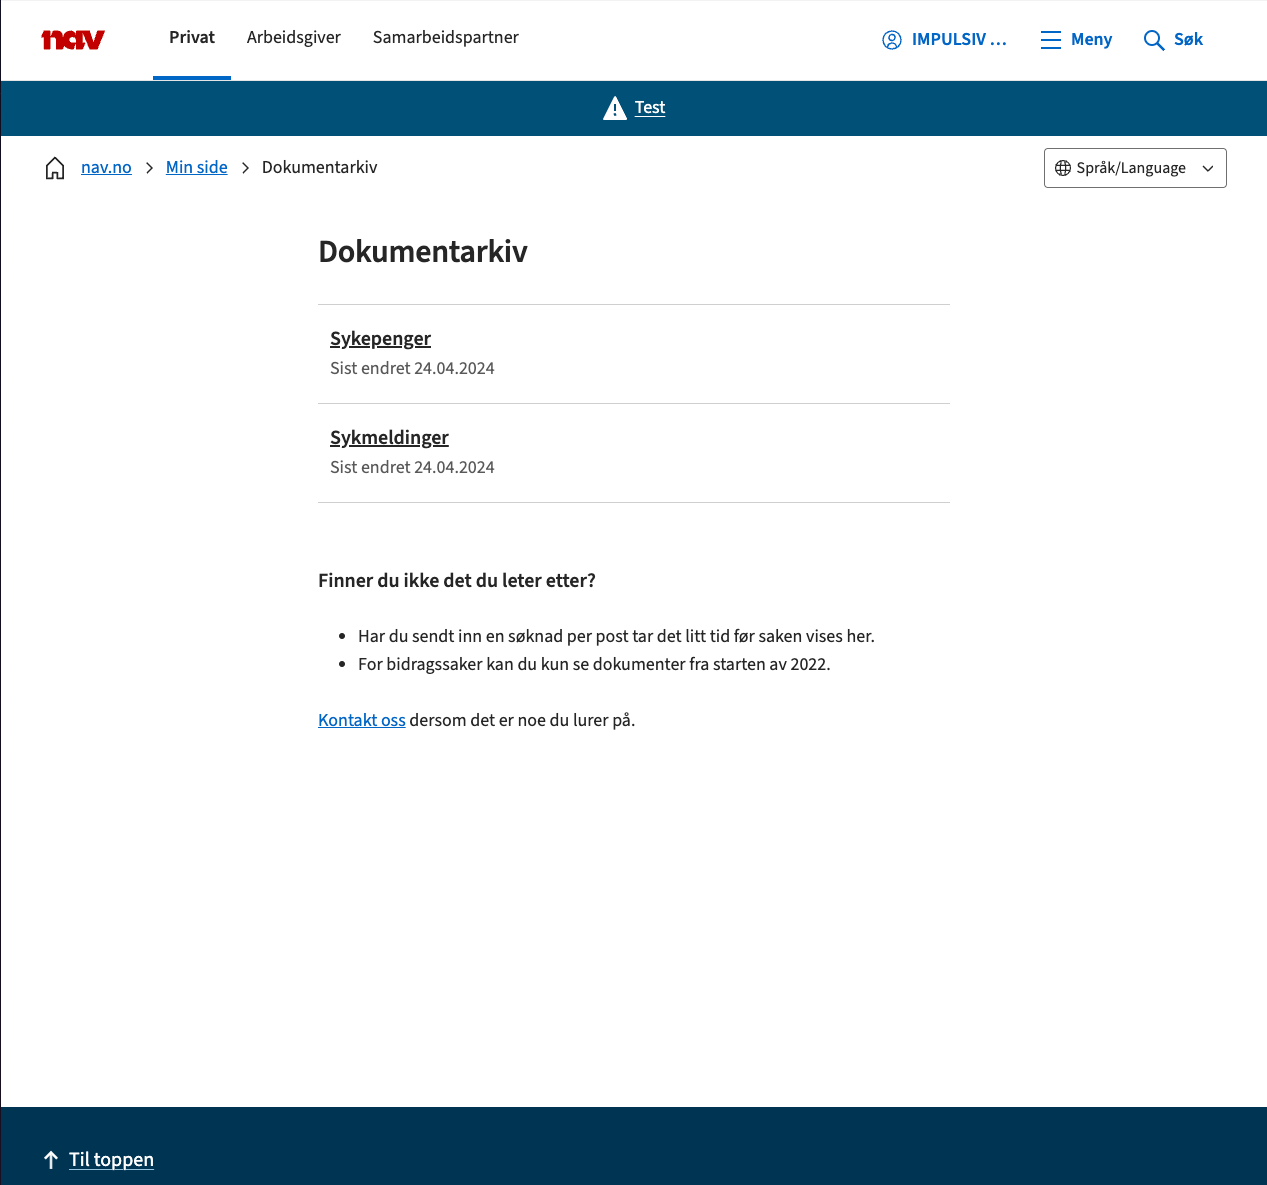 nav
Privat Arbeidsgiver Samarbeidspartner IMPULSIV ... Meny Søk
Test
nav.no Min side Dokumentarkiv Språk/Language
Dokumentarkiv
Sykepenger
Sist endret 24.04.2024
Sykmeldinger
Sist endret 24.04.2024
Finner du ikke det du leter etter?
Har du sendt inn en søknad per post tar det litt tid før saken vises her.
For bidragssaker kan du kun se dokumenter fra starten av 2022.
Kontakt oss dersom det er noe du lurer på.
Til toppen